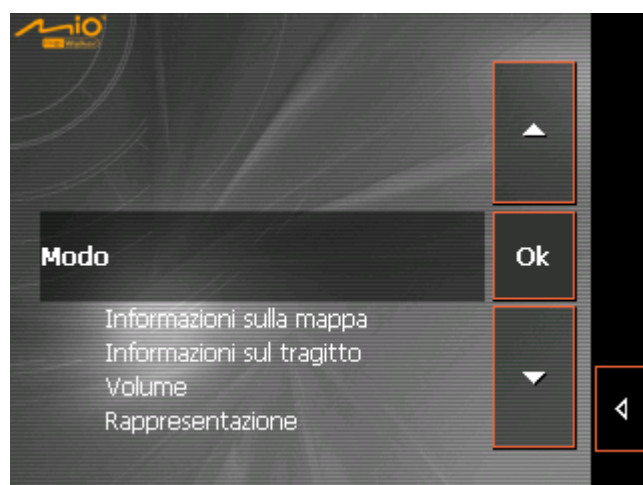 Mio
Modo
Ok
Informazioni sulla mappa
Informazioni sul tragitto
Volume
Rappresentazione